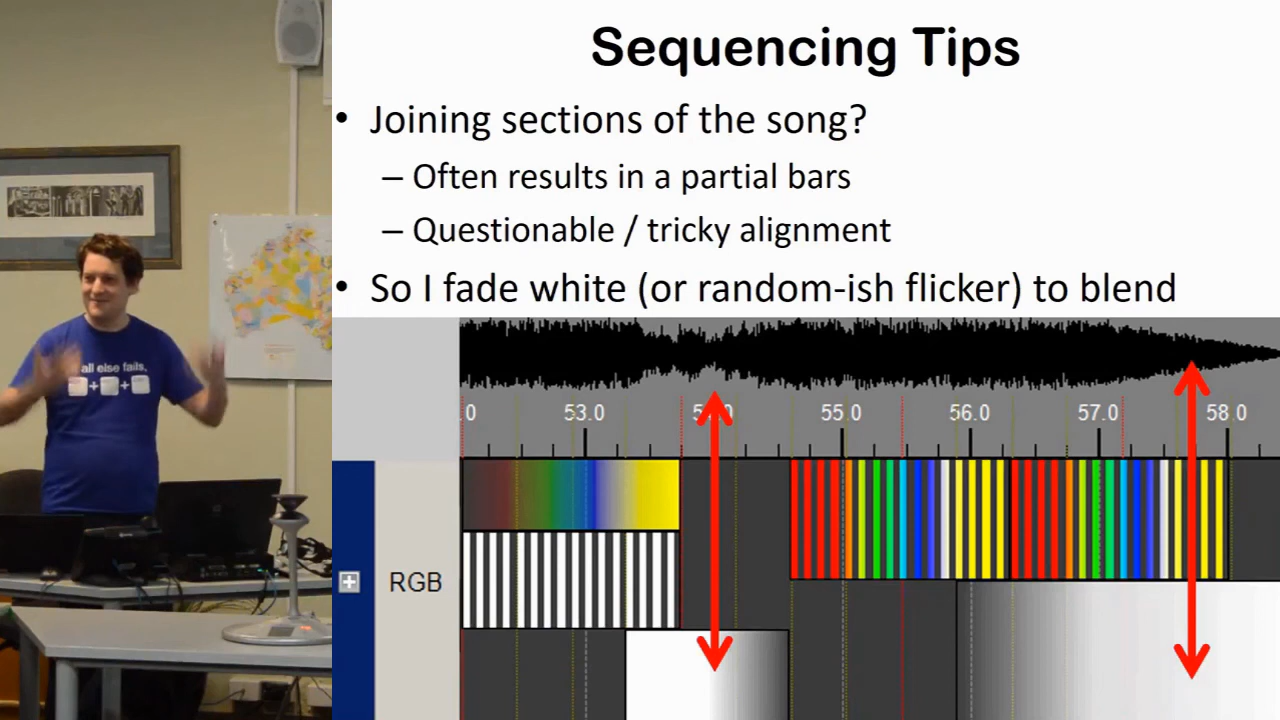 Sequencing Tips
• Joining sections of the song?
– Often results in a partial bars
– Questionable / tricky alignment
• So I fade white (or random-ish flicker) to blend
.0 53.0 55.0 56.0 57.0 58.0
RGB
all else fails,
+ +